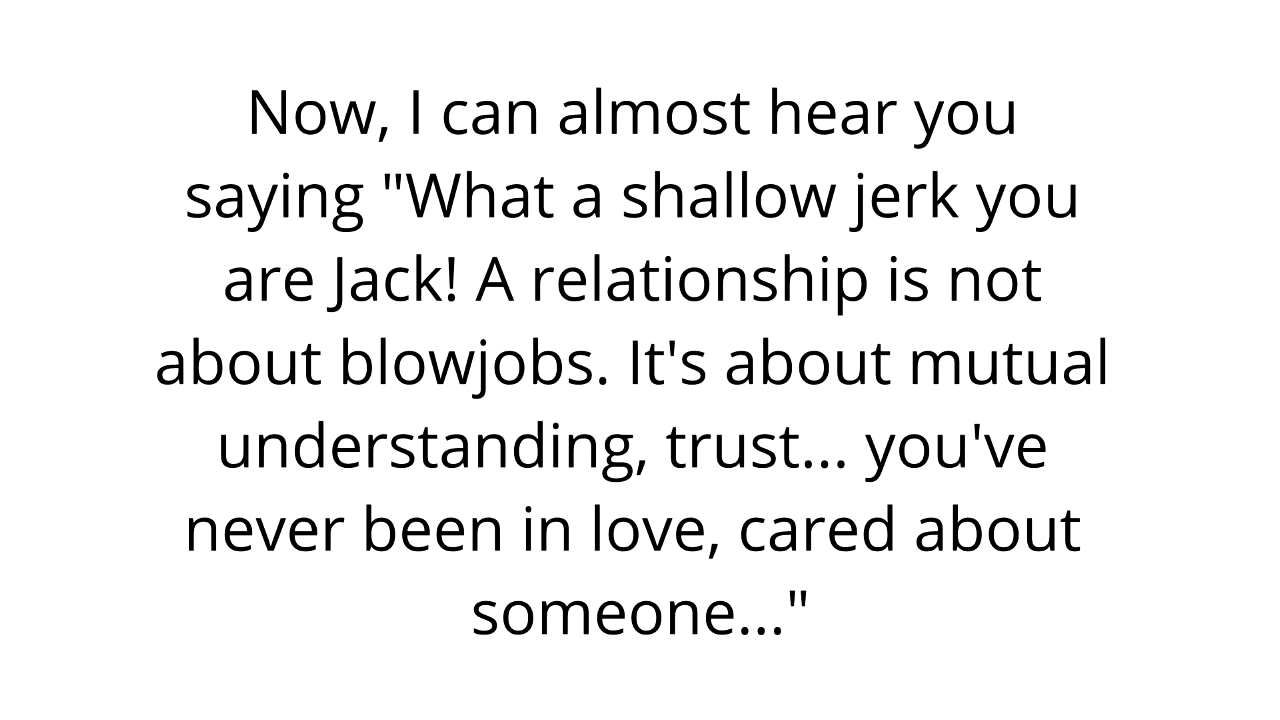 Now, I can almost hear you
saying "What a shallow jerk you
are Jack! A relationship is not
about blowjobs. It's about mutual
understanding, trust... you've
never been in love, cared about
someone..."